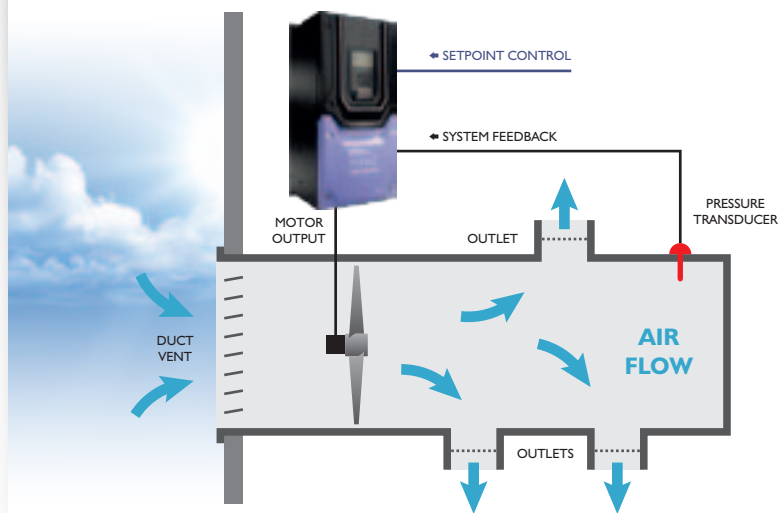 SETPOINT CONTROL
SYSTEM FEEDBACK
MOTOR
OUTPUT
OUTLET
PRESSURE
TRANSDUCER
DUCT
VENT
AIR
FLOW
OUTLETS